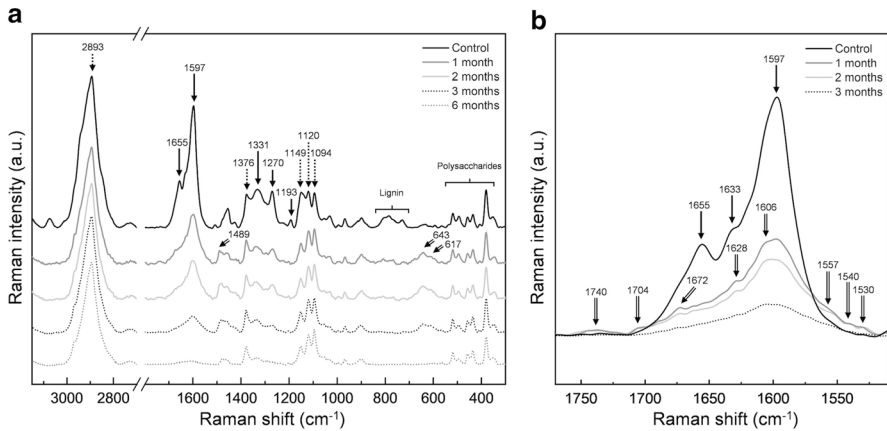 a
2893
1597
1655
1376
1331
1270
1193
1149
1120
1094
Lignin
Polysaccharides
1489
643
617
Control
1 month
2 months
3 months
6 months
Raman intensity (a.u.)
3000 2800 1600 1400 1200 1000 800 600 400
Raman shift (cm-1)
b
1597
1633
1655
1606
1628
1672
1704
1740
1557
1540
1530
Control
1 month
2 months
3 months
Raman intensity (a.u.)
1750 1700 1650 1600 1550
Raman shift (cm-1)